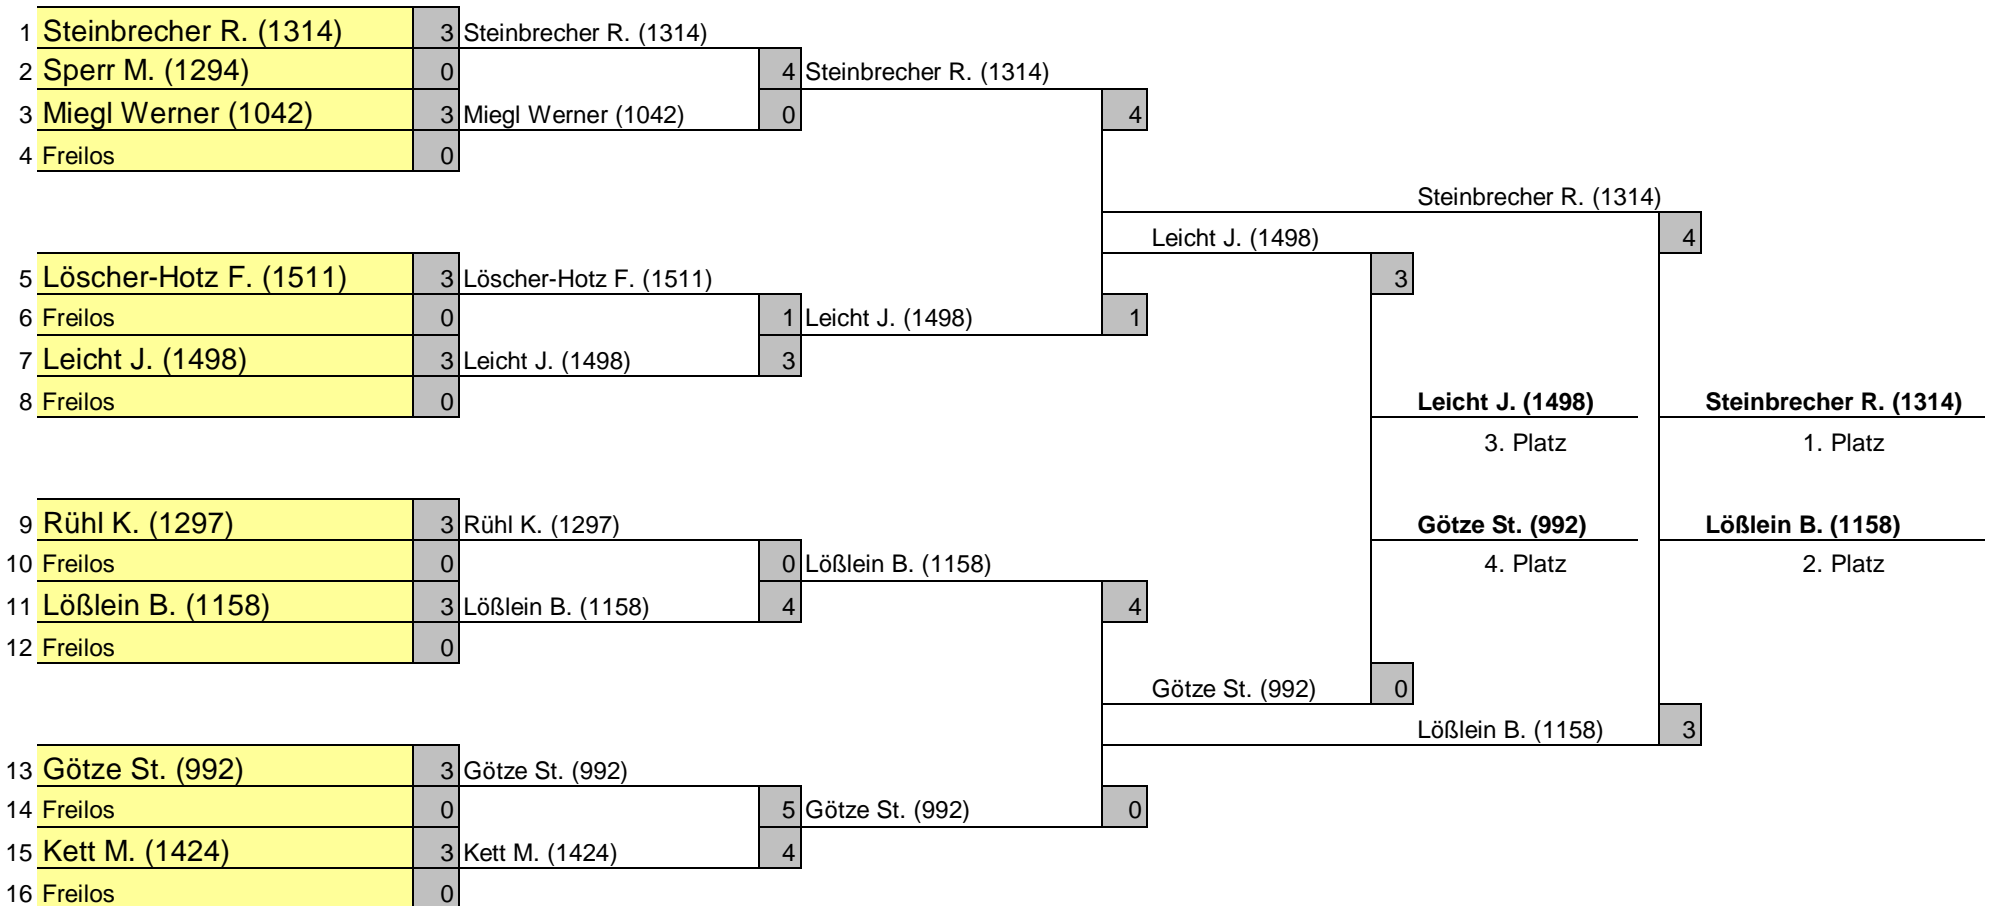 1 Steinbrecher R. (1314) 3 Steinbrecher R. (1314)
2 Sperr M. (1294) 0 4 Steinbrecher R. (1314)
3 Miegl Werner (1042) 3 Miegl Werner (1042) 0 4
4 Freilos 0
Steinbrecher R. (1314)
Leicht J. (1498) 4
5 Löscher-Hotz F. (1511) 3 Löscher-Hotz F. (1511) 3
6 Freilos 0 1 Leicht J. (1498) 1
7 Leicht J. (1498) 3 Leicht J. (1498) 3
8 Freilos 0 Leicht J. (1498) Steinbrecher R. (1314)
3. Platz 1. Platz
9 Rühl K. (1297) 3 Rühl K. (1297) Götze St. (992) Lößlein B. (1158)
10 Freilos 0 0 Lößlein B. (1158) 4. Platz 2. Platz
11 Lößlein B. (1158) 3 Lößlein B. (1158) 4 4
12 Freilos 0
Götze St. (992) 0
Lößlein B. (1158) 3
13 Götze St. (992) 3 Götze St. (992)
14 Freilos 0 5 Götze St. (992) 0
15 Kett M. (1424) 3 Kett M. (1424) 4
16 Freilos 0